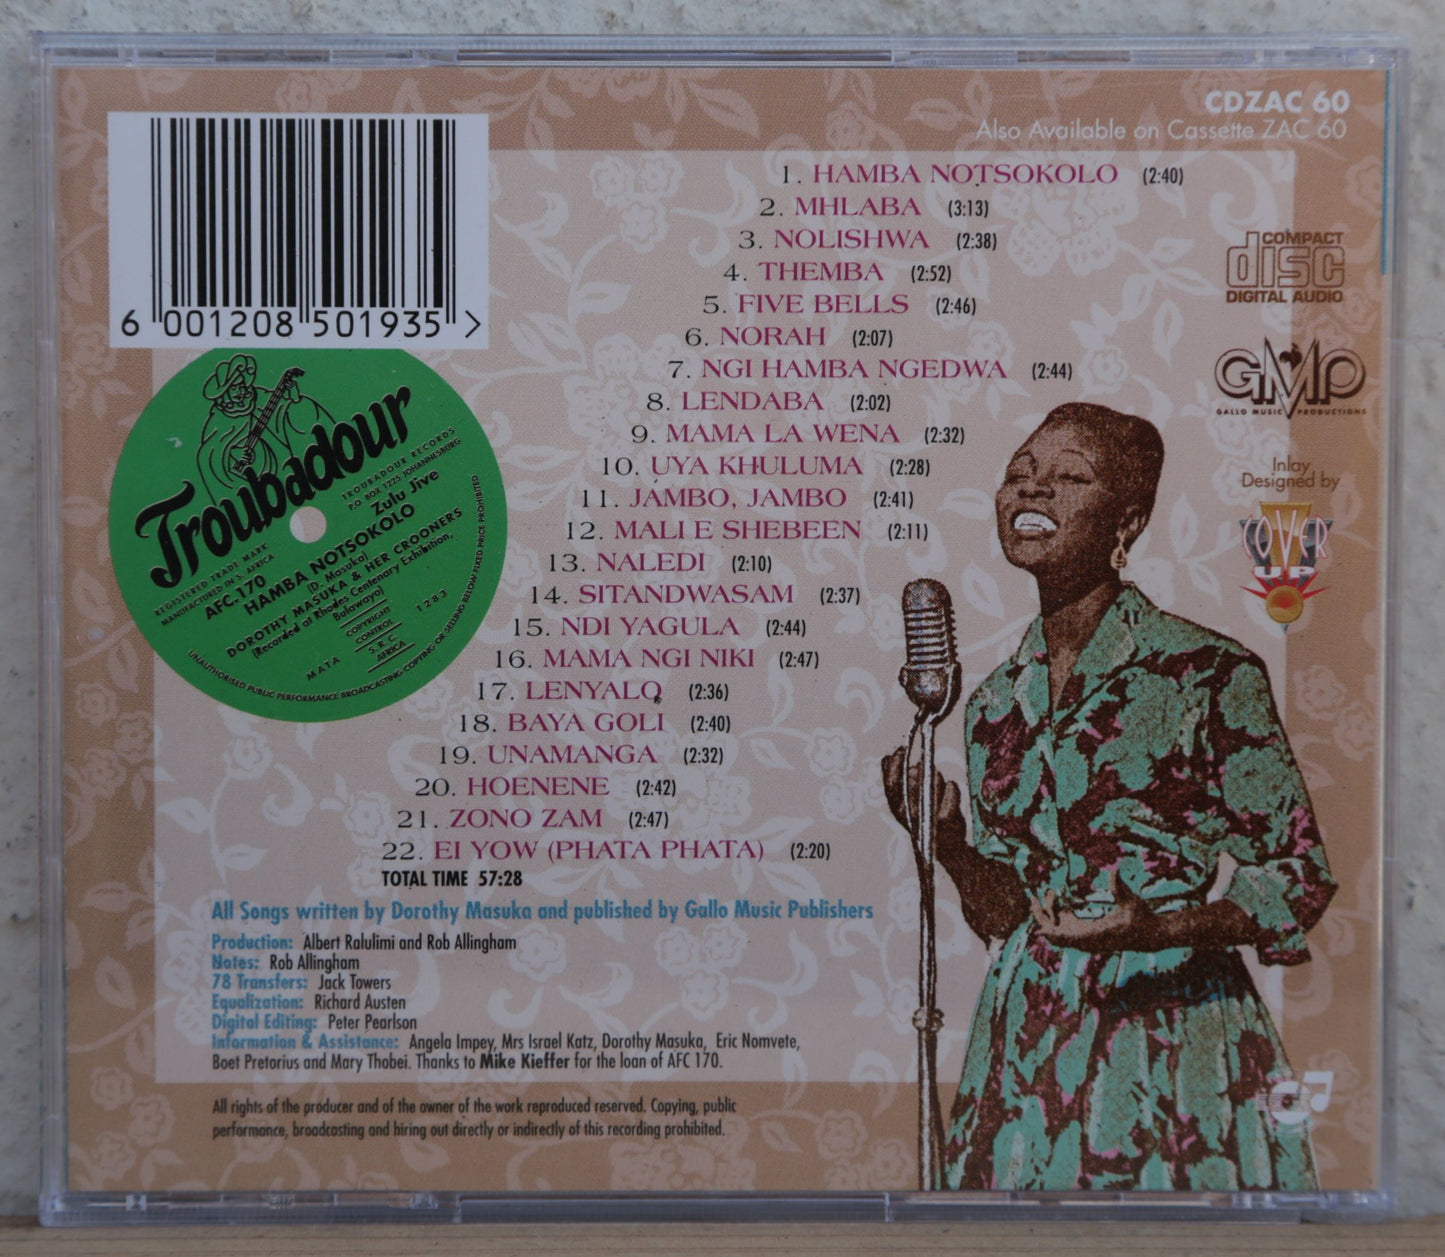 CDZAC 60
Also Available on Cassette ZAC 60
6 001208 501935 >
1. HAMBA NOTSOKOLO (2:40)
2. MHLABA (3:13)
3. NOLISHWA (2:38)
4. THEMBA (2:52)
5. FIVE BELLS (2:46)
6. NORAH (2:07)
7. NGI HAMBA NGEDWA (2:44)
8. LENDABA (2:02)
9. MAMA LA WENA (2:32)
10. UYA KHULUMA (2:28)
11. JAMBO, JAMBO (2:41)
12. MALI E SHEBEEN (2:11)
13. NALEDI (2:10)
14. SITANDWASAM (2:37)
15. NDI YAGULA (2:44)
16. MAMA NGI NIKI (2:47)
17. LENYALO (2:36)
18. BAYA GOLI (2:40)
19. UNAMANGA (2:32)
20. HOENENE (2:42)
21. ZONO ZAM (2:47)
22. EI YOW (PHATA PHATA) (2:20)
TOTAL TIME 57:28
COMPACT
disc
DIGITAL AUDIO
GMP
GALLO MUSIC PRODUCTIONS
Inlay
Designed by
COVER
UP
Troubadour
TROUBADOUR RECORDS
P.O. BOX 1225 JOHANNESBURG
REGISTERED TRADE MARK
MANUFACTURED IN S. AFRICA
Zulu Jive
AFC. 170
HAMBA NOTSOKOLO
(D. Masuka)
DOROTHY MASUKA & HER CROONERS
(Recorded at Rhodes Centenary Exhibition,
Bulawayo)
MATA
COPYRIGHT
CONTROL
S. R. C.
AFRICA
1283
UNAUTHORISED PUBLIC PERFORMANCE BROADCASTING COPYING OR SELLING BELOW FIXED PRICE PROHIBITED
All Songs written by Dorothy Masuka and published by Gallo Music Publishers
Production: Albert Ralulimi and Rob Allingham
Notes: Rob Allingham
78 Transfers: Jack Towers
Equalization: Richard Austen
Digital Editing: Peter Pearlson
Information & Assistance: Angela Impey, Mrs Israel Katz, Dorothy Masuka, Eric Nomvete,
Boet Pretorius and Mary Thobei. Thanks to Mike Kieffer for the loan of AFC 170.
All rights of the producer and of the owner of the work reproduced reserved. Copying, public
performance, broadcasting and hiring out directly or indirectly of this recording prohibited.